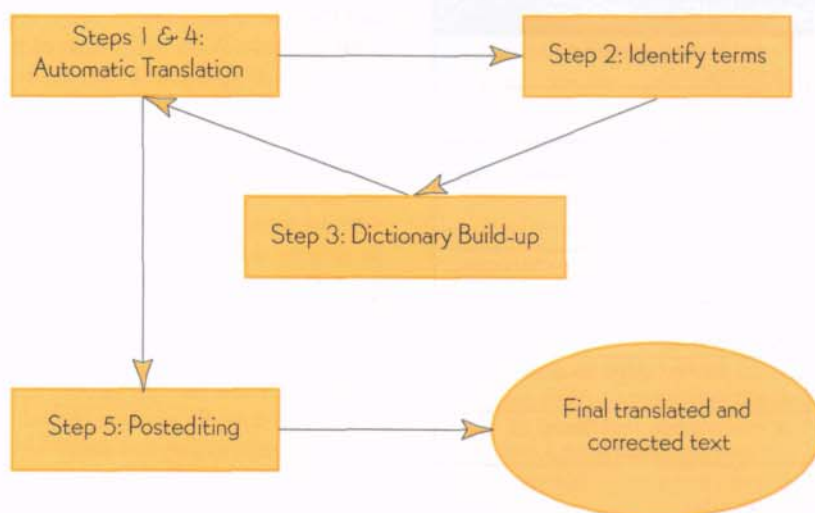 Steps 1 & 4:
Automatic Translation
Step 2: Identify terms
Step 3: Dictionary Build-up
Step 5: Postediting
Final translated and
corrected text